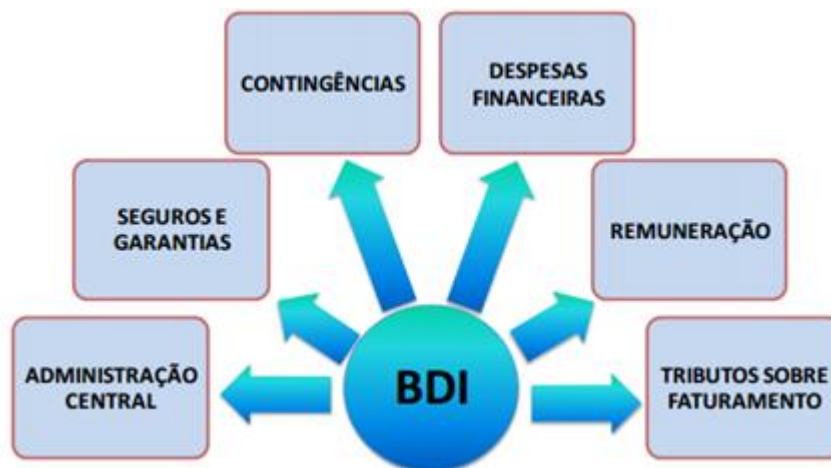 CONTINGÊNCIAS
DESPESAS
FINANCEIRAS
SEGUROS E
GARANTIAS
REMUNERAÇÃO
ADMINISTRAÇÃO
CENTRAL
BDI
TRIBUTOS SOBRE
FATURAMENTO